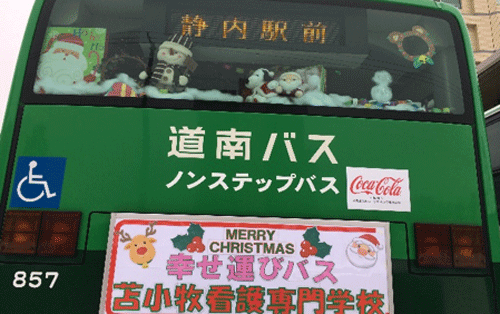 静内駅前
道南バス
ノンステップバス
Coca-Cola
857
MERRY
CHRISTMAS
幸せ運びバス
苫小牧看護専門学校